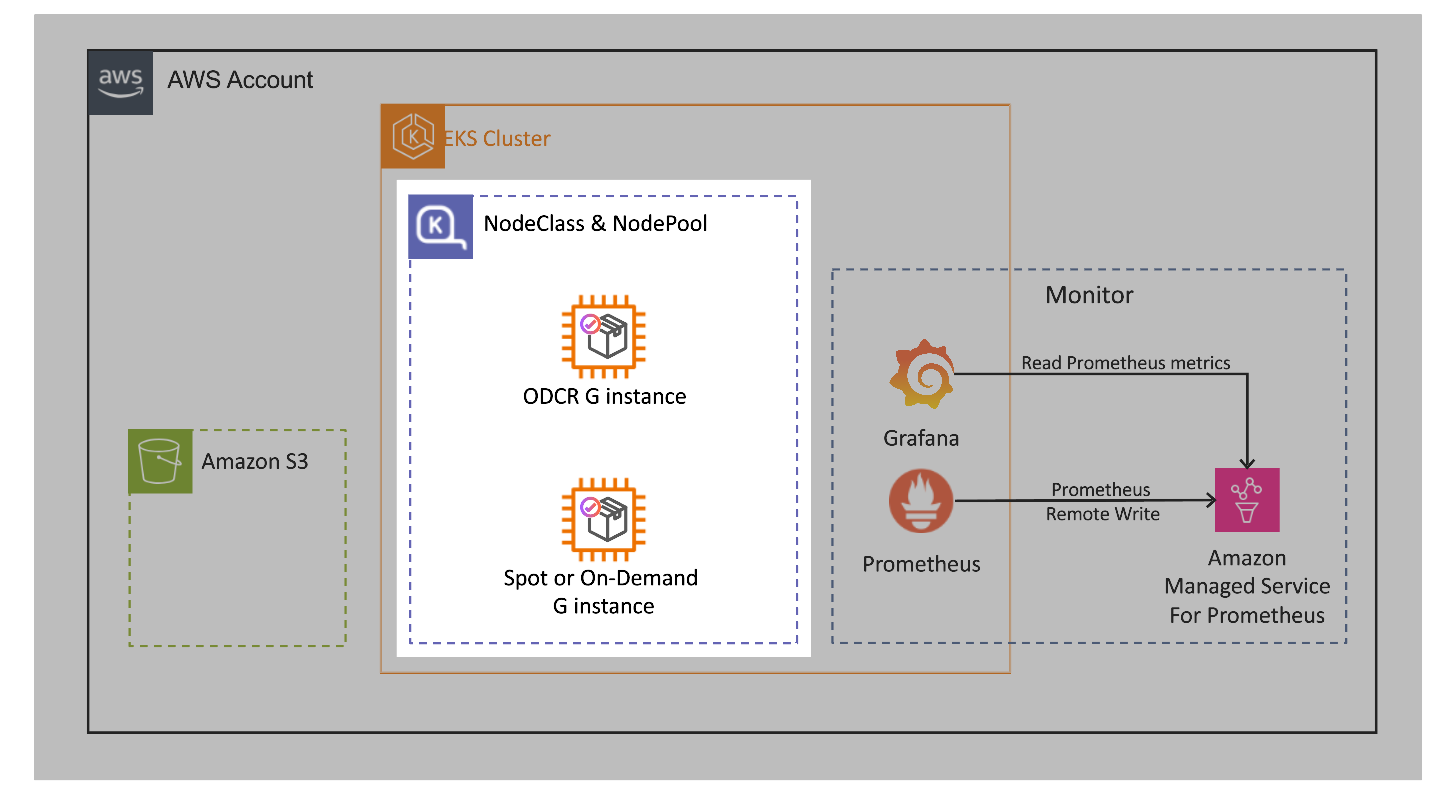 aws
AWS Account
K
EKS Cluster
K
NodeClass & NodePool
ODCR G instance
Spot or On-Demand
G instance
Amazon S3
Monitor
Read Prometheus metrics
Grafana
Prometheus
Remote Write
Prometheus
Amazon
Managed Service
For Prometheus